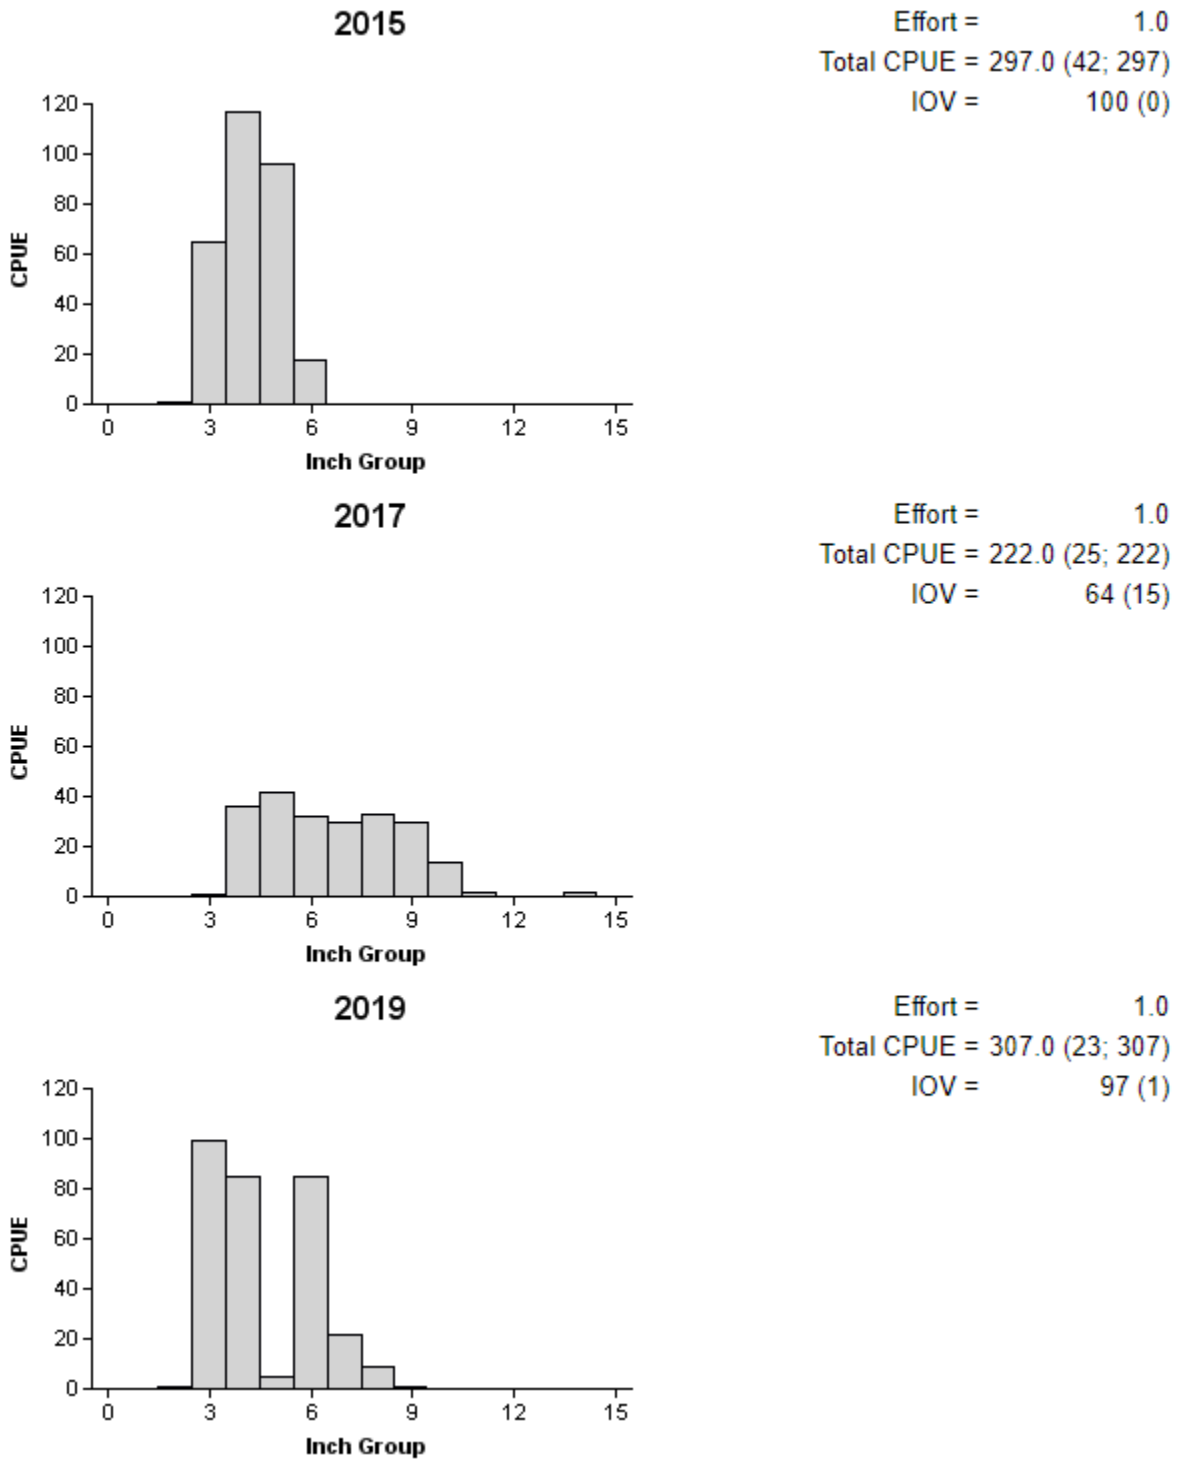 2015
Effort = 1.0
Total CPUE = 297.0 (42; 297)
IOV = 100 (0)
120
100
80
60
40
20
0
CPUE
0 3 6 9 12 15
Inch Group
2017
Effort = 1.0
Total CPUE = 222.0 (25; 222)
IOV = 64 (15)
120
100
80
60
40
20
0
CPUE
0 3 6 9 12 15
Inch Group
2019
Effort = 1.0
Total CPUE = 307.0 (23; 307)
IOV = 97 (1)
120
100
80
60
40
20
0
CPUE
0 3 6 9 12 15
Inch Group